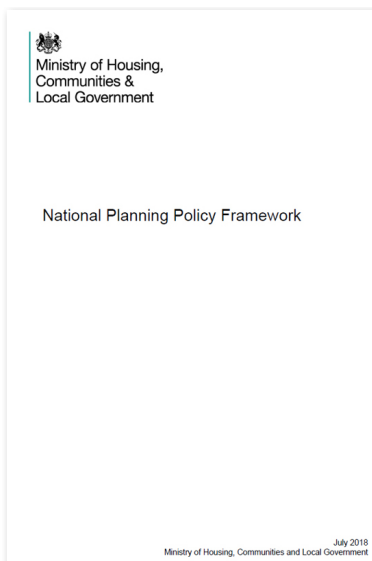 Ministry of Housing,
Communities &
Local Government
National Planning Policy Framework
July 2018
Ministry of Housing, Communities and Local Government